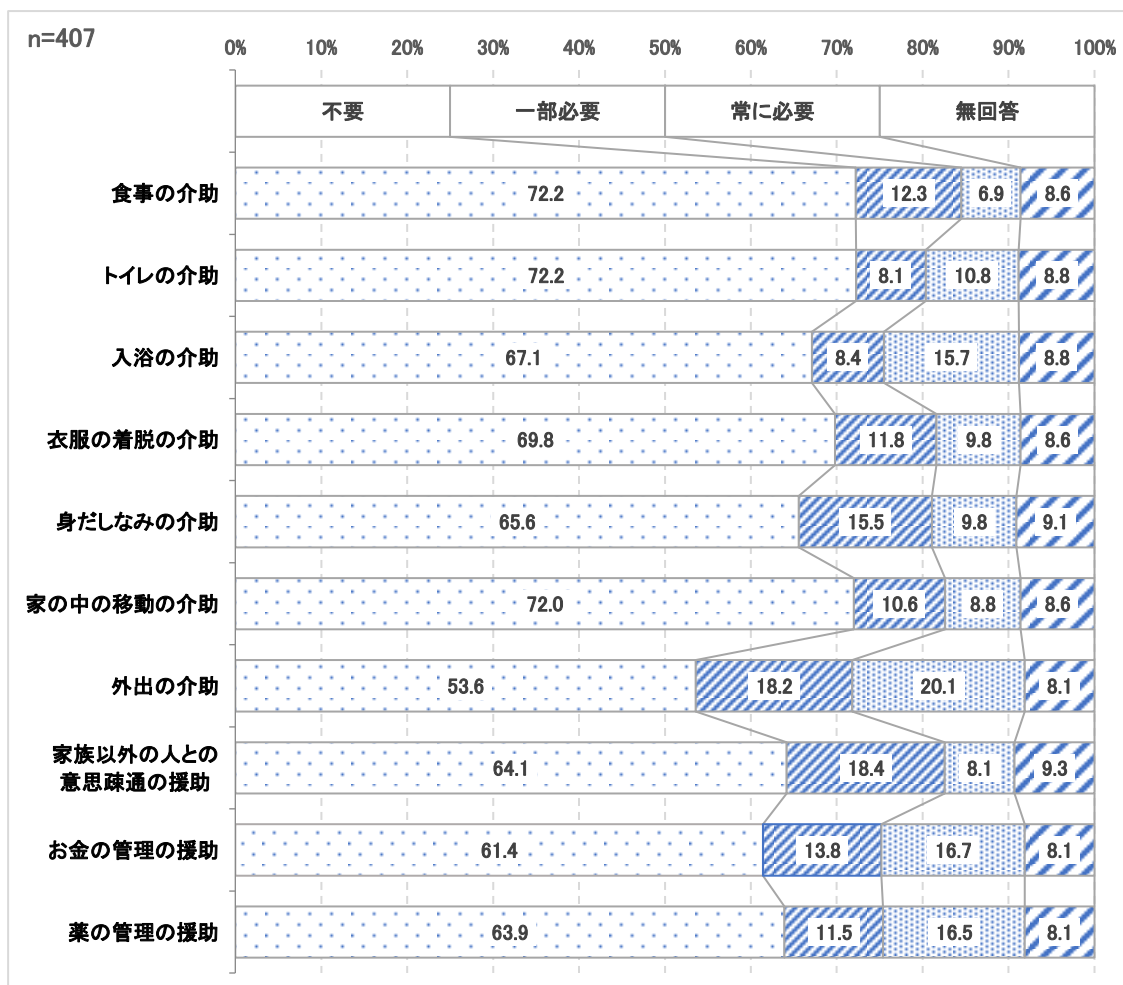 n=407
0% 10% 20% 30% 40% 50% 60% 70% 80% 90% 100%
不要 一部必要 常に必要 無回答
食事の介助 72.2 12.3 6.9 8.6
トイレの介助 72.2 8.1 10.8 8.8
入浴の介助 67.1 8.4 15.7 8.8
衣服の着脱の介助 69.8 11.8 9.8 8.6
身だしなみの介助 65.6 15.5 9.8 9.1
家の中の移動の介助 72.0 10.6 8.8 8.6
外出の介助 53.6 18.2 20.1 8.1
家族以外の人との
意思疎通の援助 64.1 18.4 8.1 9.3
お金の管理の援助 61.4 13.8 16.7 8.1
薬の管理の援助 63.9 11.5 16.5 8.1